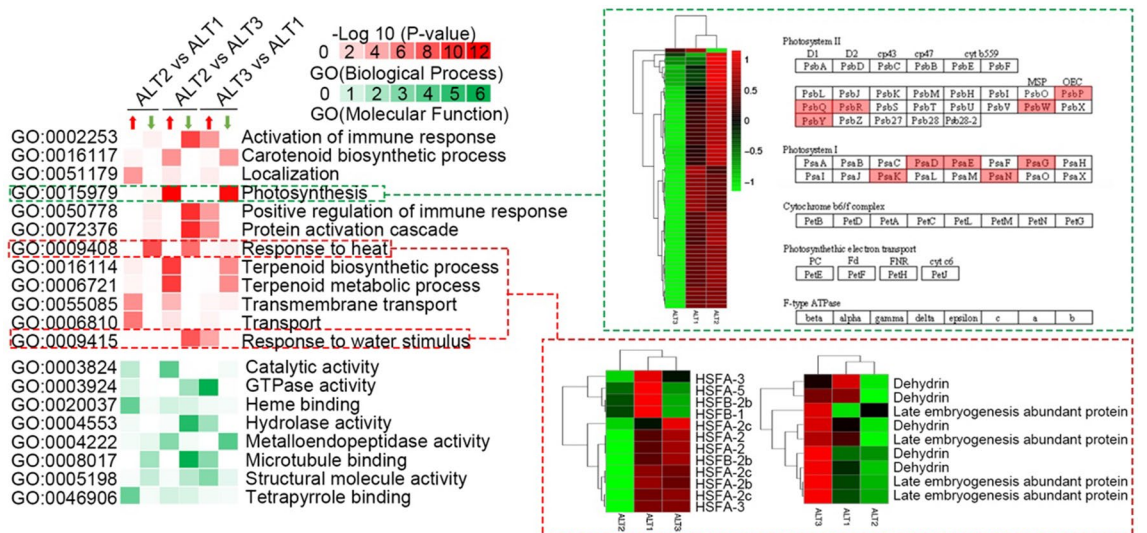 ALT2 vs ALT1
ALT2 vs ALT3
ALT3 vs ALT1
-Log 10 (P-value)
0 2 4 6 8 10 12
GO(Biological Process)
0 1 2 3 4 5 6
GO(Molecular Function)
GO:0002253 Activation of immune response
GO:0016117 Carotenoid biosynthetic process
GO:0051179 Localization
GO:0015979 Photosynthesis
GO:0050778 Positive regulation of immune response
GO:0072376 Protein activation cascade
GO:0009408 Response to heat
GO:0016114 Terpenoid biosynthetic process
GO:0006721 Terpenoid metabolic process
GO:0055085 Transmembrane transport
GO:0006810 Transport
GO:0009415 Response to water stimulus
GO:0003824 Catalytic activity
GO:0003924 GTPase activity
GO:0020037 Heme binding
GO:0004553 Hydrolase activity
GO:0004222 Metalloendopeptidase activity
GO:0008017 Microtubule binding
GO:0005198 Structural molecule activity
GO:0046906 Tetrapyrrole binding
1
0.5
0
-0.5
-1
ALT3 ALT1 ALT2
Photosystem II
D1 D2 cp43 cp47 cyt b559
PsbA PsbD PsbC PsbB PsbE PsbF
MSP OEC
PsbL PsbJ PsbK PsbM PsbH PsbI PsbO PsbP
PsbQ PsbR PsbS PsbT PsbU PsbV PsbW PsbX
PsbY PsbZ Psb27 Psb28 Psb28-2
Photosystem I
PsaA PsaB PsaC PsaD PsaE PsaF PsaG PsaH
PsaI PsaJ PsaK PsaL PsaM PsaN PsaO PsaX
Cytochrome b6/f complex
PetB PetD PetA PetC PetL PetM PetN PetG
Photosynthethic electron transport
PC Fd FNR cyt c6
PetE PetF PetH PetJ
F-type ATPase
beta alpha gamma delta epsilon c a b
HSFA-3
HSFA-5
HSFB-2b
HSFB-1
HSFA-2c
HSFA-2
HSFA-2
HSFB-2b
HSFA-2c
HSFA-2b
HSFA-2c
HSFA-3
ALT2 ALT1 ALT3
Dehydrin
Dehydrin
Late embryogenesis abundant protein
Dehydrin
Late embryogenesis abundant protein
Dehydrin
Dehydrin
Late embryogenesis abundant protein
Late embryogenesis abundant protein
ALT3 ALT1 ALT2